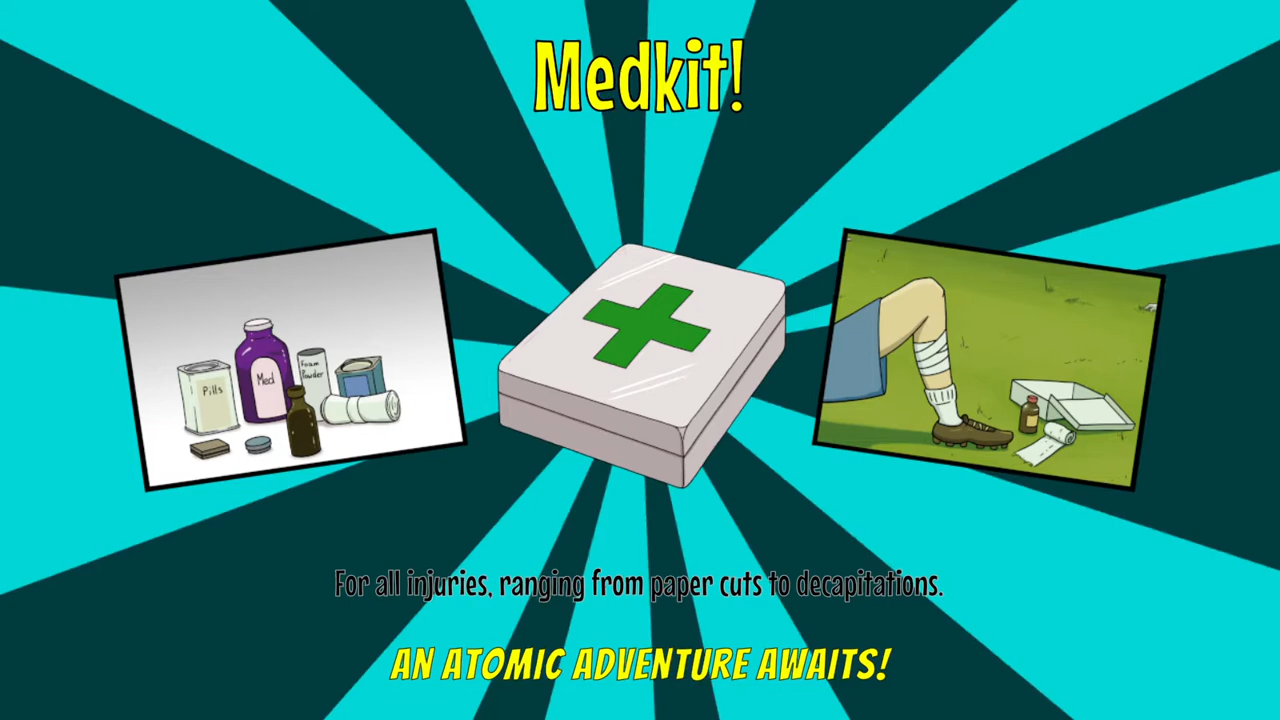 Medkit!
Pills
Med
Foam
Powder
For all injuries, ranging from paper cuts to decapitations.
AN ATOMIC ADVENTURE AWAITS!